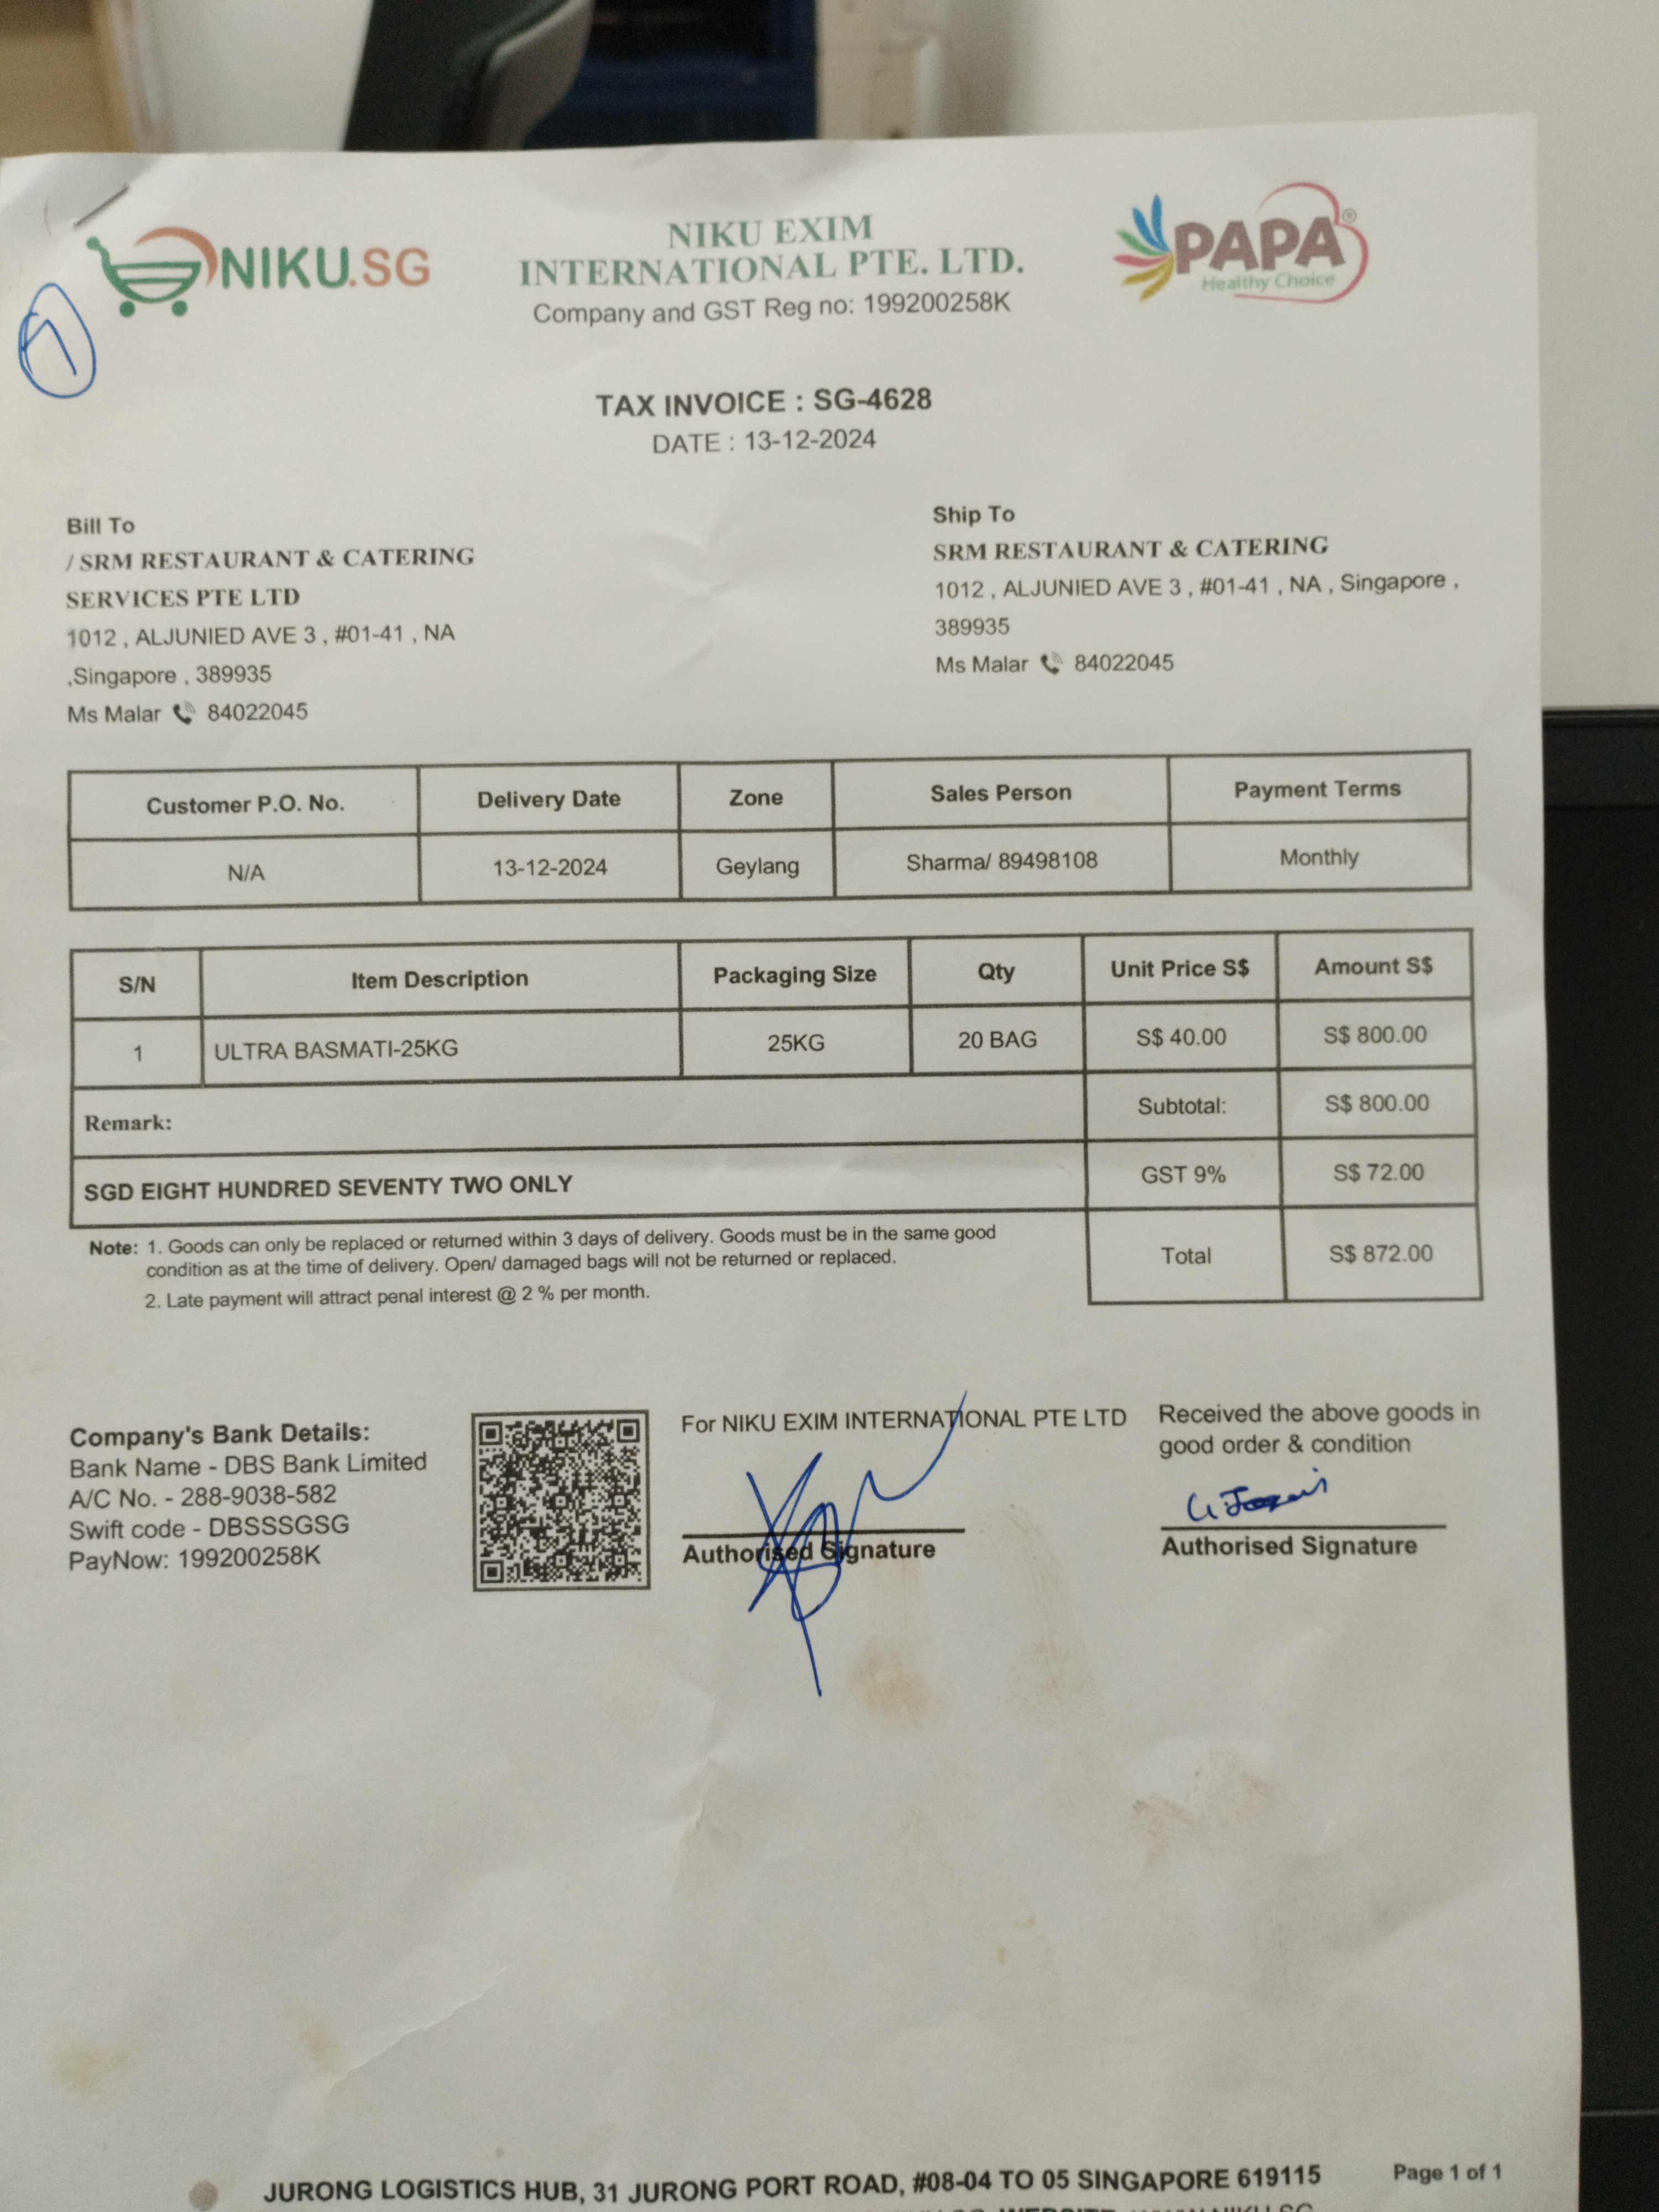 NIKU.SG
NIKU EXIM
INTERNATIONAL PTE. LTD.
Company and GST Reg no: 199200258K
PAPA®
Healthy Choice
TAX INVOICE : SG-4628
DATE : 13-12-2024
Bill To
/ SRM RESTAURANT & CATERING
SERVICES PTE LTD
1012 , ALJUNIED AVE 3 , #01-41 , NA
,Singapore , 389935
Ms Malar 84022045
Ship To
SRM RESTAURANT & CATERING
1012 , ALJUNIED AVE 3 , #01-41 , NA , Singapore ,
389935
Ms Malar 84022045
Customer P.O. No. Delivery Date Zone Sales Person Payment Terms
N/A 13-12-2024 Geylang Sharma/ 89498108 Monthly
S/N Item Description Packaging Size Qty Unit Price S$ Amount S$
1 ULTRA BASMATI-25KG 25KG 20 BAG S$ 40.00 S$ 800.00
Remark: Subtotal: S$ 800.00
SGD EIGHT HUNDRED SEVENTY TWO ONLY GST 9% S$ 72.00
Total S$ 872.00
Note: 1. Goods can only be replaced or returned within 3 days of delivery. Goods must be in the same good
condition as at the time of delivery. Open/ damaged bags will not be returned or replaced.
2. Late payment will attract penal interest @ 2 % per month.
Company's Bank Details:
Bank Name - DBS Bank Limited
A/C No. - 288-9038-582
Swift code - DBSSSGSG
PayNow: 199200258K
For NIKU EXIM INTERNATIONAL PTE LTD
Authorised Signature
Received the above goods in
good order & condition
Authorised Signature
JURONG LOGISTICS HUB, 31 JURONG PORT ROAD, #08-04 TO 05 SINGAPORE 619115
Page 1 of 1